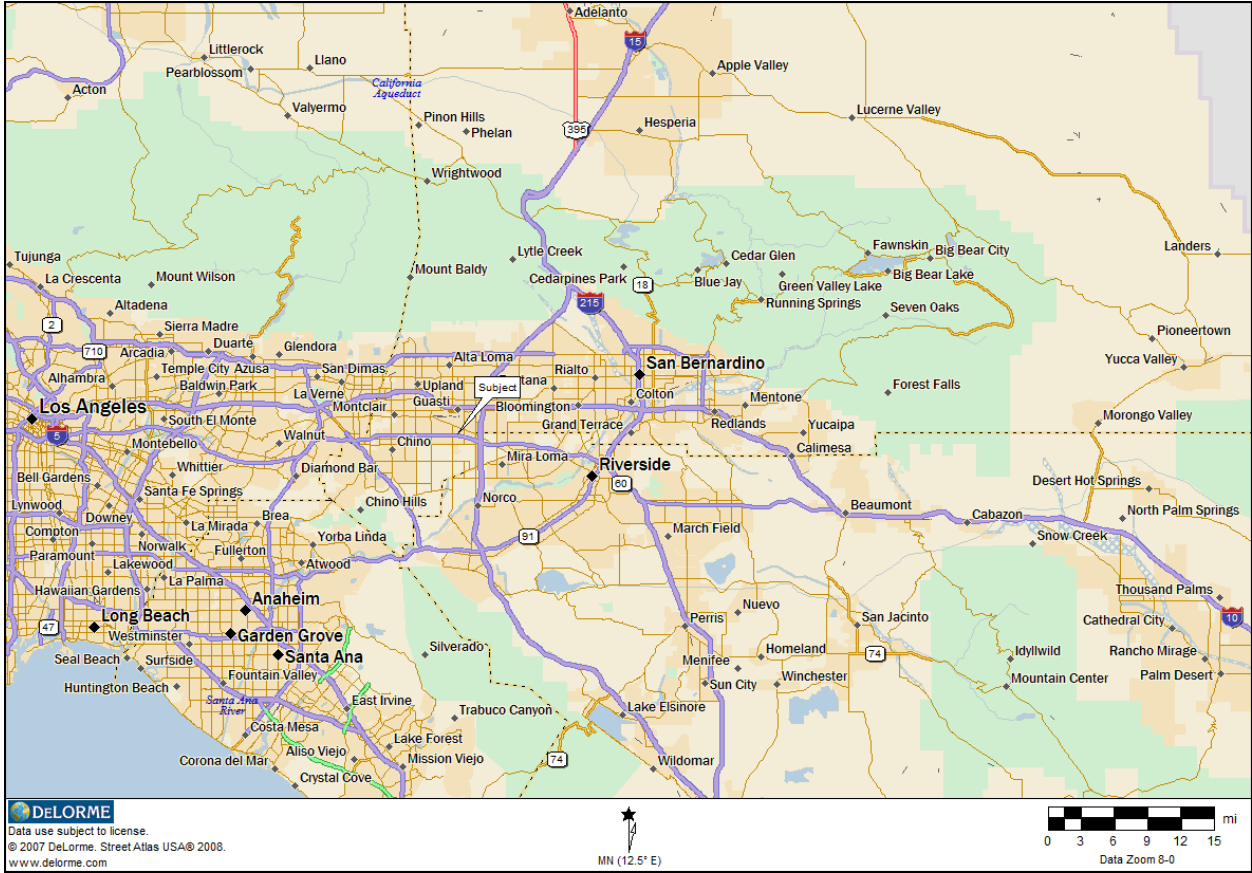 Adelanto
15
Littlerock
Llano
Pearblossom
Apple Valley
California
Aqueduct
Acton
Valyermo
Lucerne Valley
Pinon Hills
Phelan
395
Hesperia
Wrightwood
Tujunga
Lytle Creek
Cedar Glen
Fawnskin
Big Bear City
Landers
La Crescenta
Mount Wilson
Mount Baldy
Cedarpines Park
18
Blue Jay
Green Valley Lake
Big Bear Lake
Altadena
215
Running Springs
Seven Oaks
2
Sierra Madre
Pioneertown
710
Arcadia
Duarte
Glendora
Alta Loma
Yucca Valley
Temple City
Azusa
San Dimas
Rialto
San Bernardino
Alhambra
Baldwin Park
La Verne
Upland
Subject
tana
Forest Falls
Los Angeles
Montclair
Guasti
Bloomington
Colton
Mentone
South El Monte
Grand Terrace
Redlands
Yucaipa
Morongo Valley
5
Montebello
Walnut
Chino
Calimesa
Whittier
Diamond Bar
Mira Loma
Riverside
Bell Gardens
60
Desert Hot Springs
Santa Fe Springs
Chino Hills
Norco
Lynwood
Downey
La Mirada
Brea
Beaumont
Cabazon
North Palm Springs
Compton
Norwalk
Yorba Linda
91
March Field
Snow Creek
Paramount
Fullerton
Lakewood
Atwood
La Palma
Hawaiian Gardens
Thousand Palms
Anaheim
Nuevo
Long Beach
San Jacinto
10
47
Westminster
Garden Grove
Perris
Cathedral City
Seal Beach
Surfside
Santa Ana
Silverado
Menifee
Homeland
74
Idyllwild
Rancho Mirage
Huntington Beach
Fountain Valley
Sun City
Winchester
Mountain Center
Palm Desert
Santa Ana
River
East Irvine
Trabuco Canyon
Lake Elsinore
Costa Mesa
Lake Forest
Aliso Viejo
Mission Viejo
74
Wildomar
Corona del Mar
Crystal Cove
DELORME
Data use subject to license.
© 2007 DeLorme. Street Atlas USA® 2008.
www.delorme.com
MN (12.5° E)
mi
0 3 6 9 12 15
Data Zoom 8-0